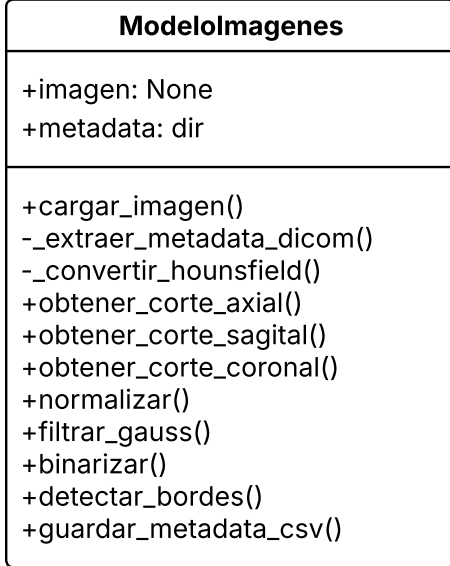 ModeloImagenes
+imagen: None
+metadata: dir
+cargar_imagen()
-_extraer_metadata_dicom()
-_convertir_hounsfield()
+obtener_corte_axial()
+obtener_corte_sagital()
+obtener_corte_coronal()
+normalizar()
+filtrar_gauss()
+binarizar()
+detectar_bordes()
+guardar_metadata_csv()